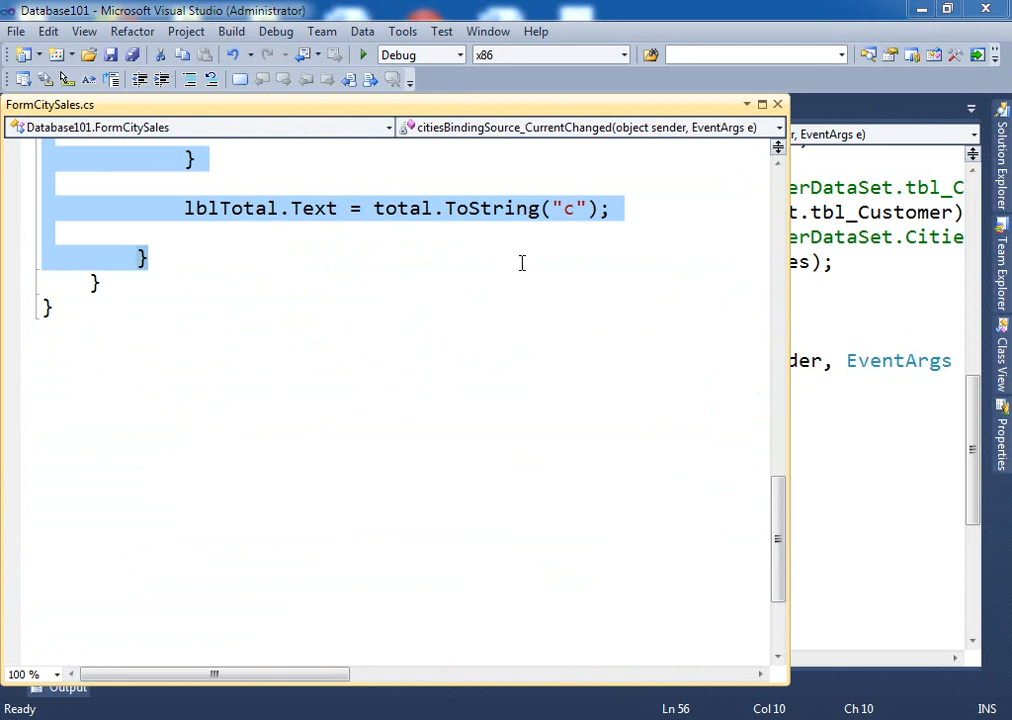 Database101 - Microsoft Visual Studio (Administrator)
File Edit View Refactor Project Build Debug Team Data Tools Test Window Help
Debug x86
FormCitySales.cs
Database101.FormCitySales citiesBindingSource_CurrentChanged(object sender, EventArgs e) r, EventArgs e)
}
erDataSet.tbl_C
lblTotal.Text = total.ToString("c"); t.tbl_Customer)
erDataSet.Citie
} es);
}
}
der, EventArgs
Solution Explorer
Team Explorer
Class View
Properties
100 %
Output
Ready Ln 56 Col 10 Ch 10 INS